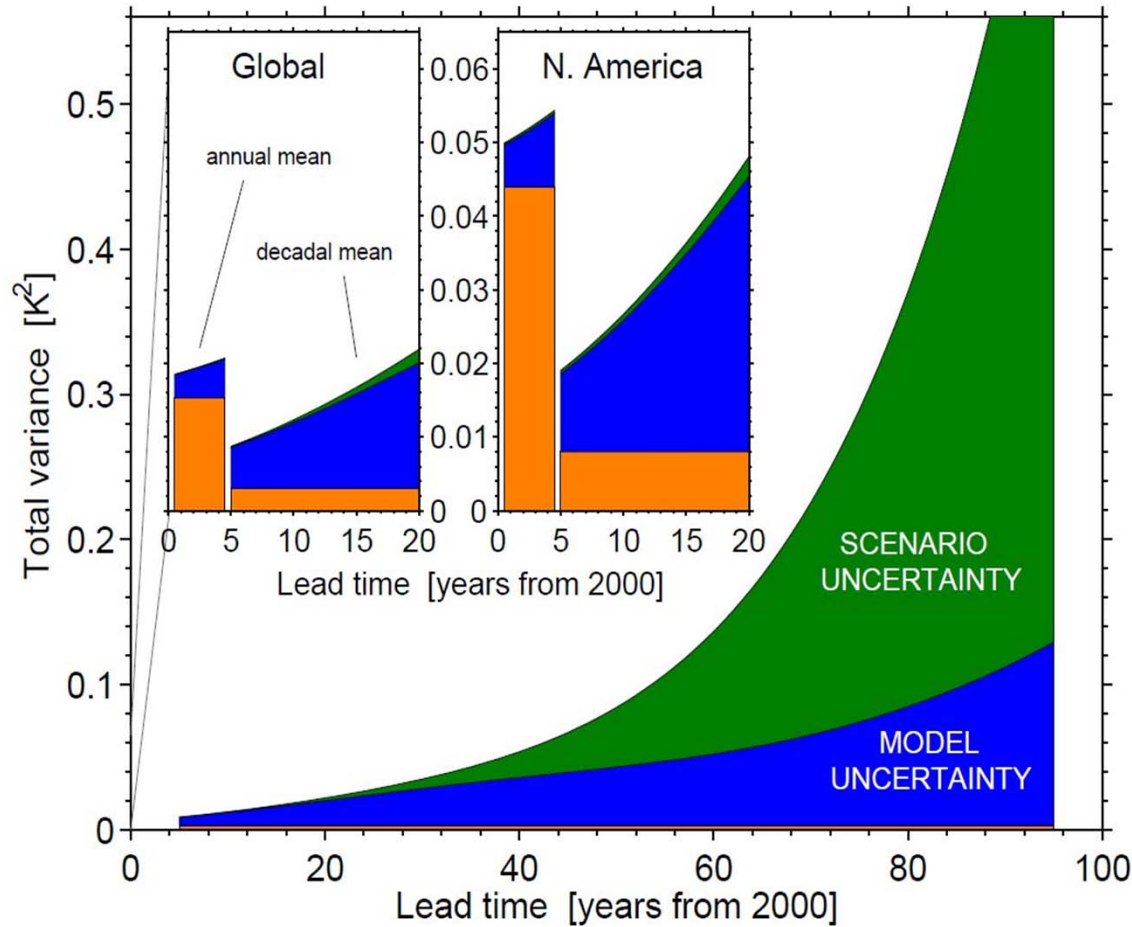 Total variance [K²]
0.5
0.4
0.3
0.2
0.1
0
0 20 40 60 80 100
Lead time [years from 2000]
Global
annual mean
decadal mean
0 5 10 15 20
0.06
0.05
0.04
0.03
0.02
0.01
0
N. America
0 5 10 15 20
Lead time [years from 2000]
SCENARIO
UNCERTAINTY
MODEL
UNCERTAINTY